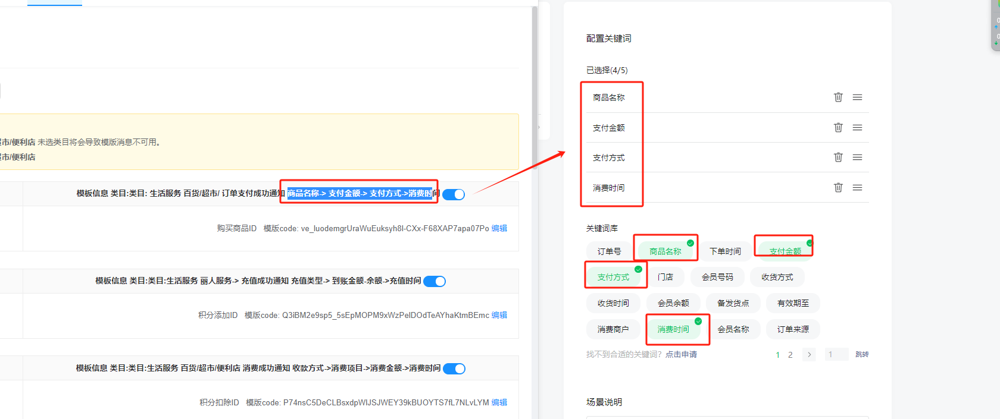 市/便利店 未选类目将会导致模版消息不可用。
市/便利店
模板信息 类目:类目: 生活服务 百货/超市/ 订单支付成功通知 商品名称-> 支付金额-> 支付方式->消费时间
购买商品ID 模版code: ve_luodemgrUraWuEuksyh8l-CXx-F68XAP7apa07Po 编辑
模板信息 类目:类目:生活服务 丽人服务-> 充值成功通知 充值类型-> 到账金额-余额->充值时间
积分添加ID 模版code: Q3iBM2e9sp5_5sEpMOPM9xWzPelDOdTeAYhaKtmBEmc 编辑
模板信息 类目:类目:生活服务 百货/超市/便利店 消费成功通知 收款方式->消费项目->消费金额->消费时间
积分扣除ID 模版code: P74nsC5DeCLBsxdpWIJSJWEY39kBUOYTS7fL7NLvLYM 编辑
配置关键词
已选择(4/5)
商品名称
支付金额
支付方式
消费时间
关键词库
订单号 商品名称 下单时间 支付金额
支付方式 门店 会员号码 收货方式
收货时间 会员余额 备发货点 有效期至
消费商户 消费时间 会员名称 订单来源
找不到合适的关键词？点击申请 1 2 > 1 跳转
场景说明